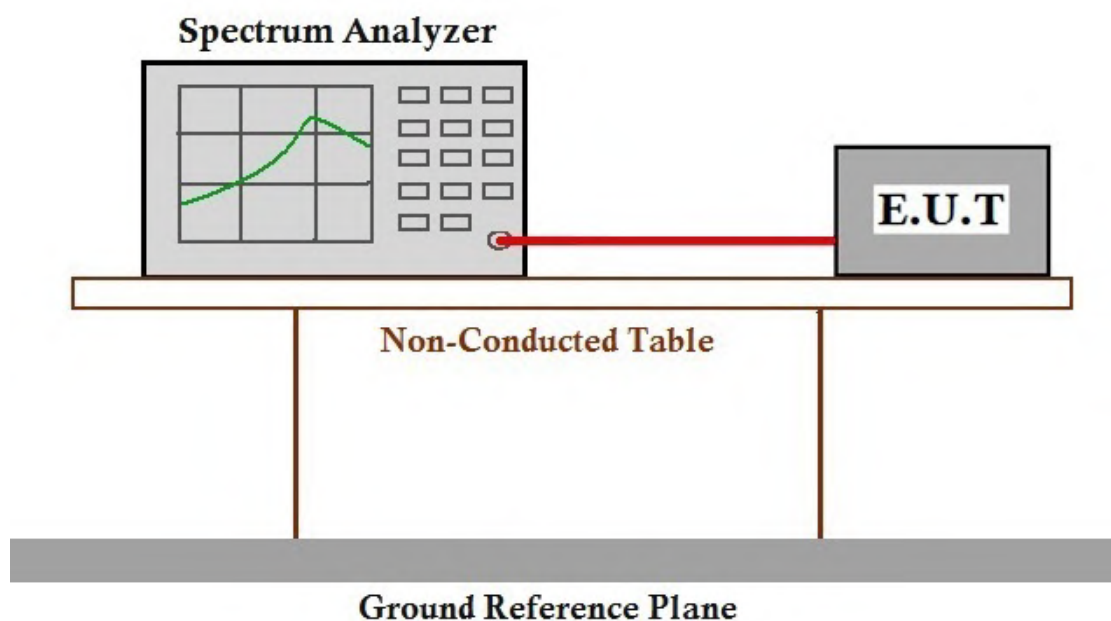 Spectrum Analyzer
E.U.T
Non-Conducted Table
Ground Reference Plane